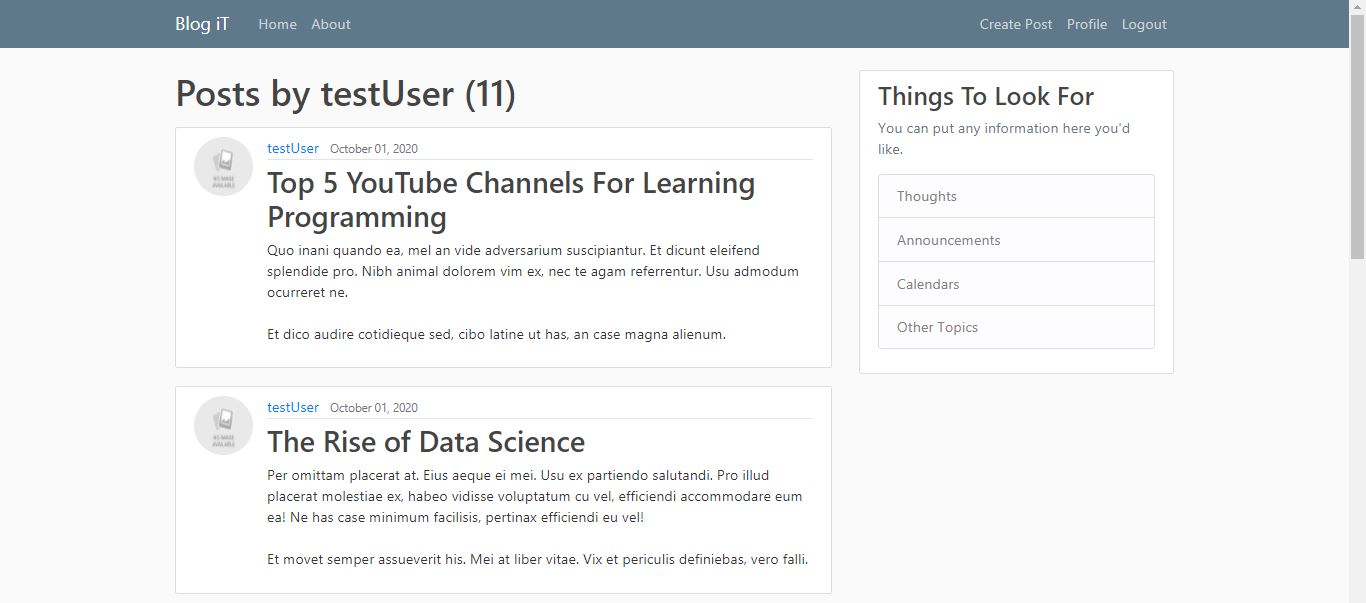 Blog iT Home About Create Post Profile Logout
Posts by testUser (11)
testUser October 01, 2020
NO IMAGE
AVAILABLE
Top 5 YouTube Channels For Learning
Programming
Quo inani quando ea, mel an vide adversarium suscipiantur. Et dicunt eleifend
splendide pro. Nibh animal dolorem vim ex, nec te agam referrentur. Usu admodum
ocurreret ne.
Et dico audire cotidieque sed, cibo latine ut has, an case magna alienum.
testUser October 01, 2020
NO IMAGE
AVAILABLE
The Rise of Data Science
Per omittam placerat at. Eius aeque ei mei. Usu ex partiendo salutandi. Pro illud
placerat molestiae ex, habeo vidisse voluptatum cu vel, efficiendi accommodare eum
ea! Ne has case minimum facilisis, pertinax efficiendi eu vel!
Et movet semper assueverit his. Mei at liber vitae. Vix et periculis definiebas, vero falli.
Things To Look For
You can put any information here you'd
like.
Thoughts
Announcements
Calendars
Other Topics